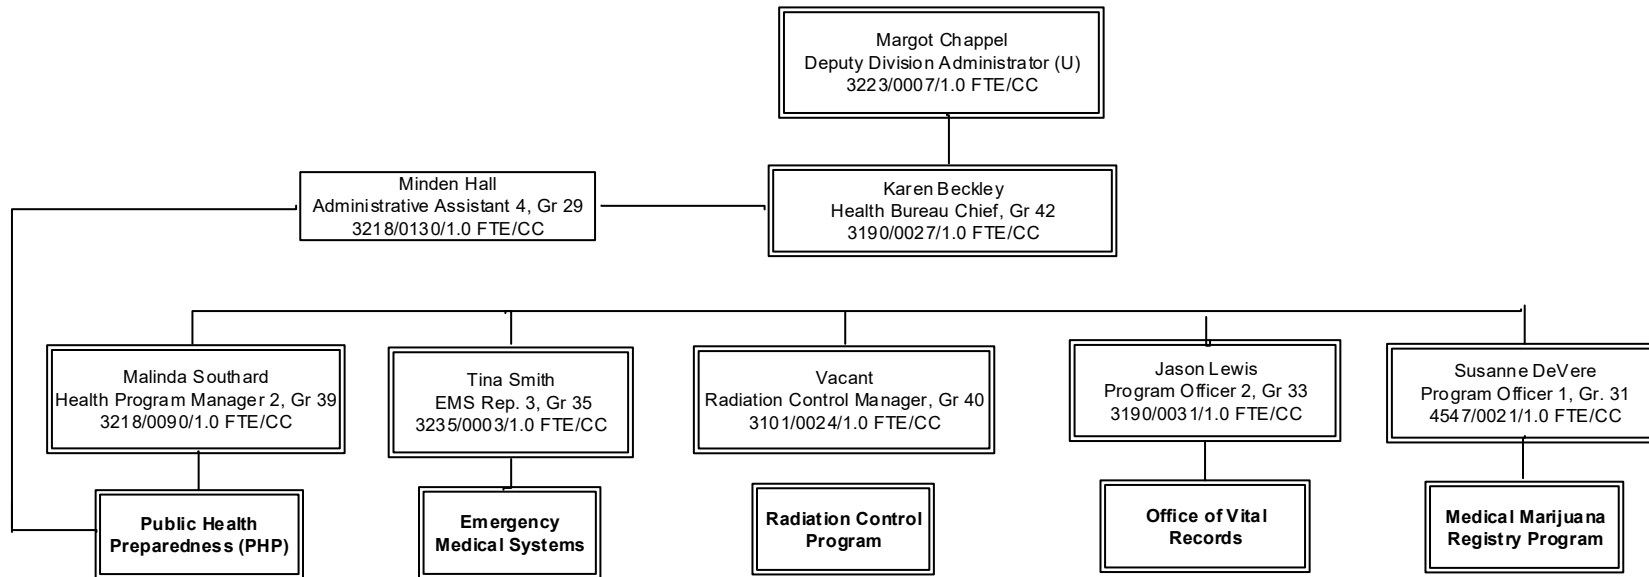 Margot Chappel
Deputy Division Administrator (U)
3223/0007/1.0 FTE/CC
Minden Hall
Administrative Assistant 4, Gr 29
3218/0130/1.0 FTE/CC
Karen Beckley
Health Bureau Chief, Gr 42
3190/0027/1.0 FTE/CC
Malinda Southard
Health Program Manager 2, Gr 39
3218/0090/1.0 FTE/CC
Tina Smith
EMS Rep. 3, Gr 35
3235/0003/1.0 FTE/CC
Vacant
Radiation Control Manager, Gr 40
3101/0024/1.0 FTE/CC
Jason Lewis
Program Officer 2, Gr 33
3190/0031/1.0 FTE/CC
Susanne DeVere
Program Officer 1, Gr. 31
4547/0021/1.0 FTE/CC
Public Health
Preparedness (PHP)
Emergency
Medical Systems
Radiation Control
Program
Office of Vital
Records
Medical Marijuana
Registry Program